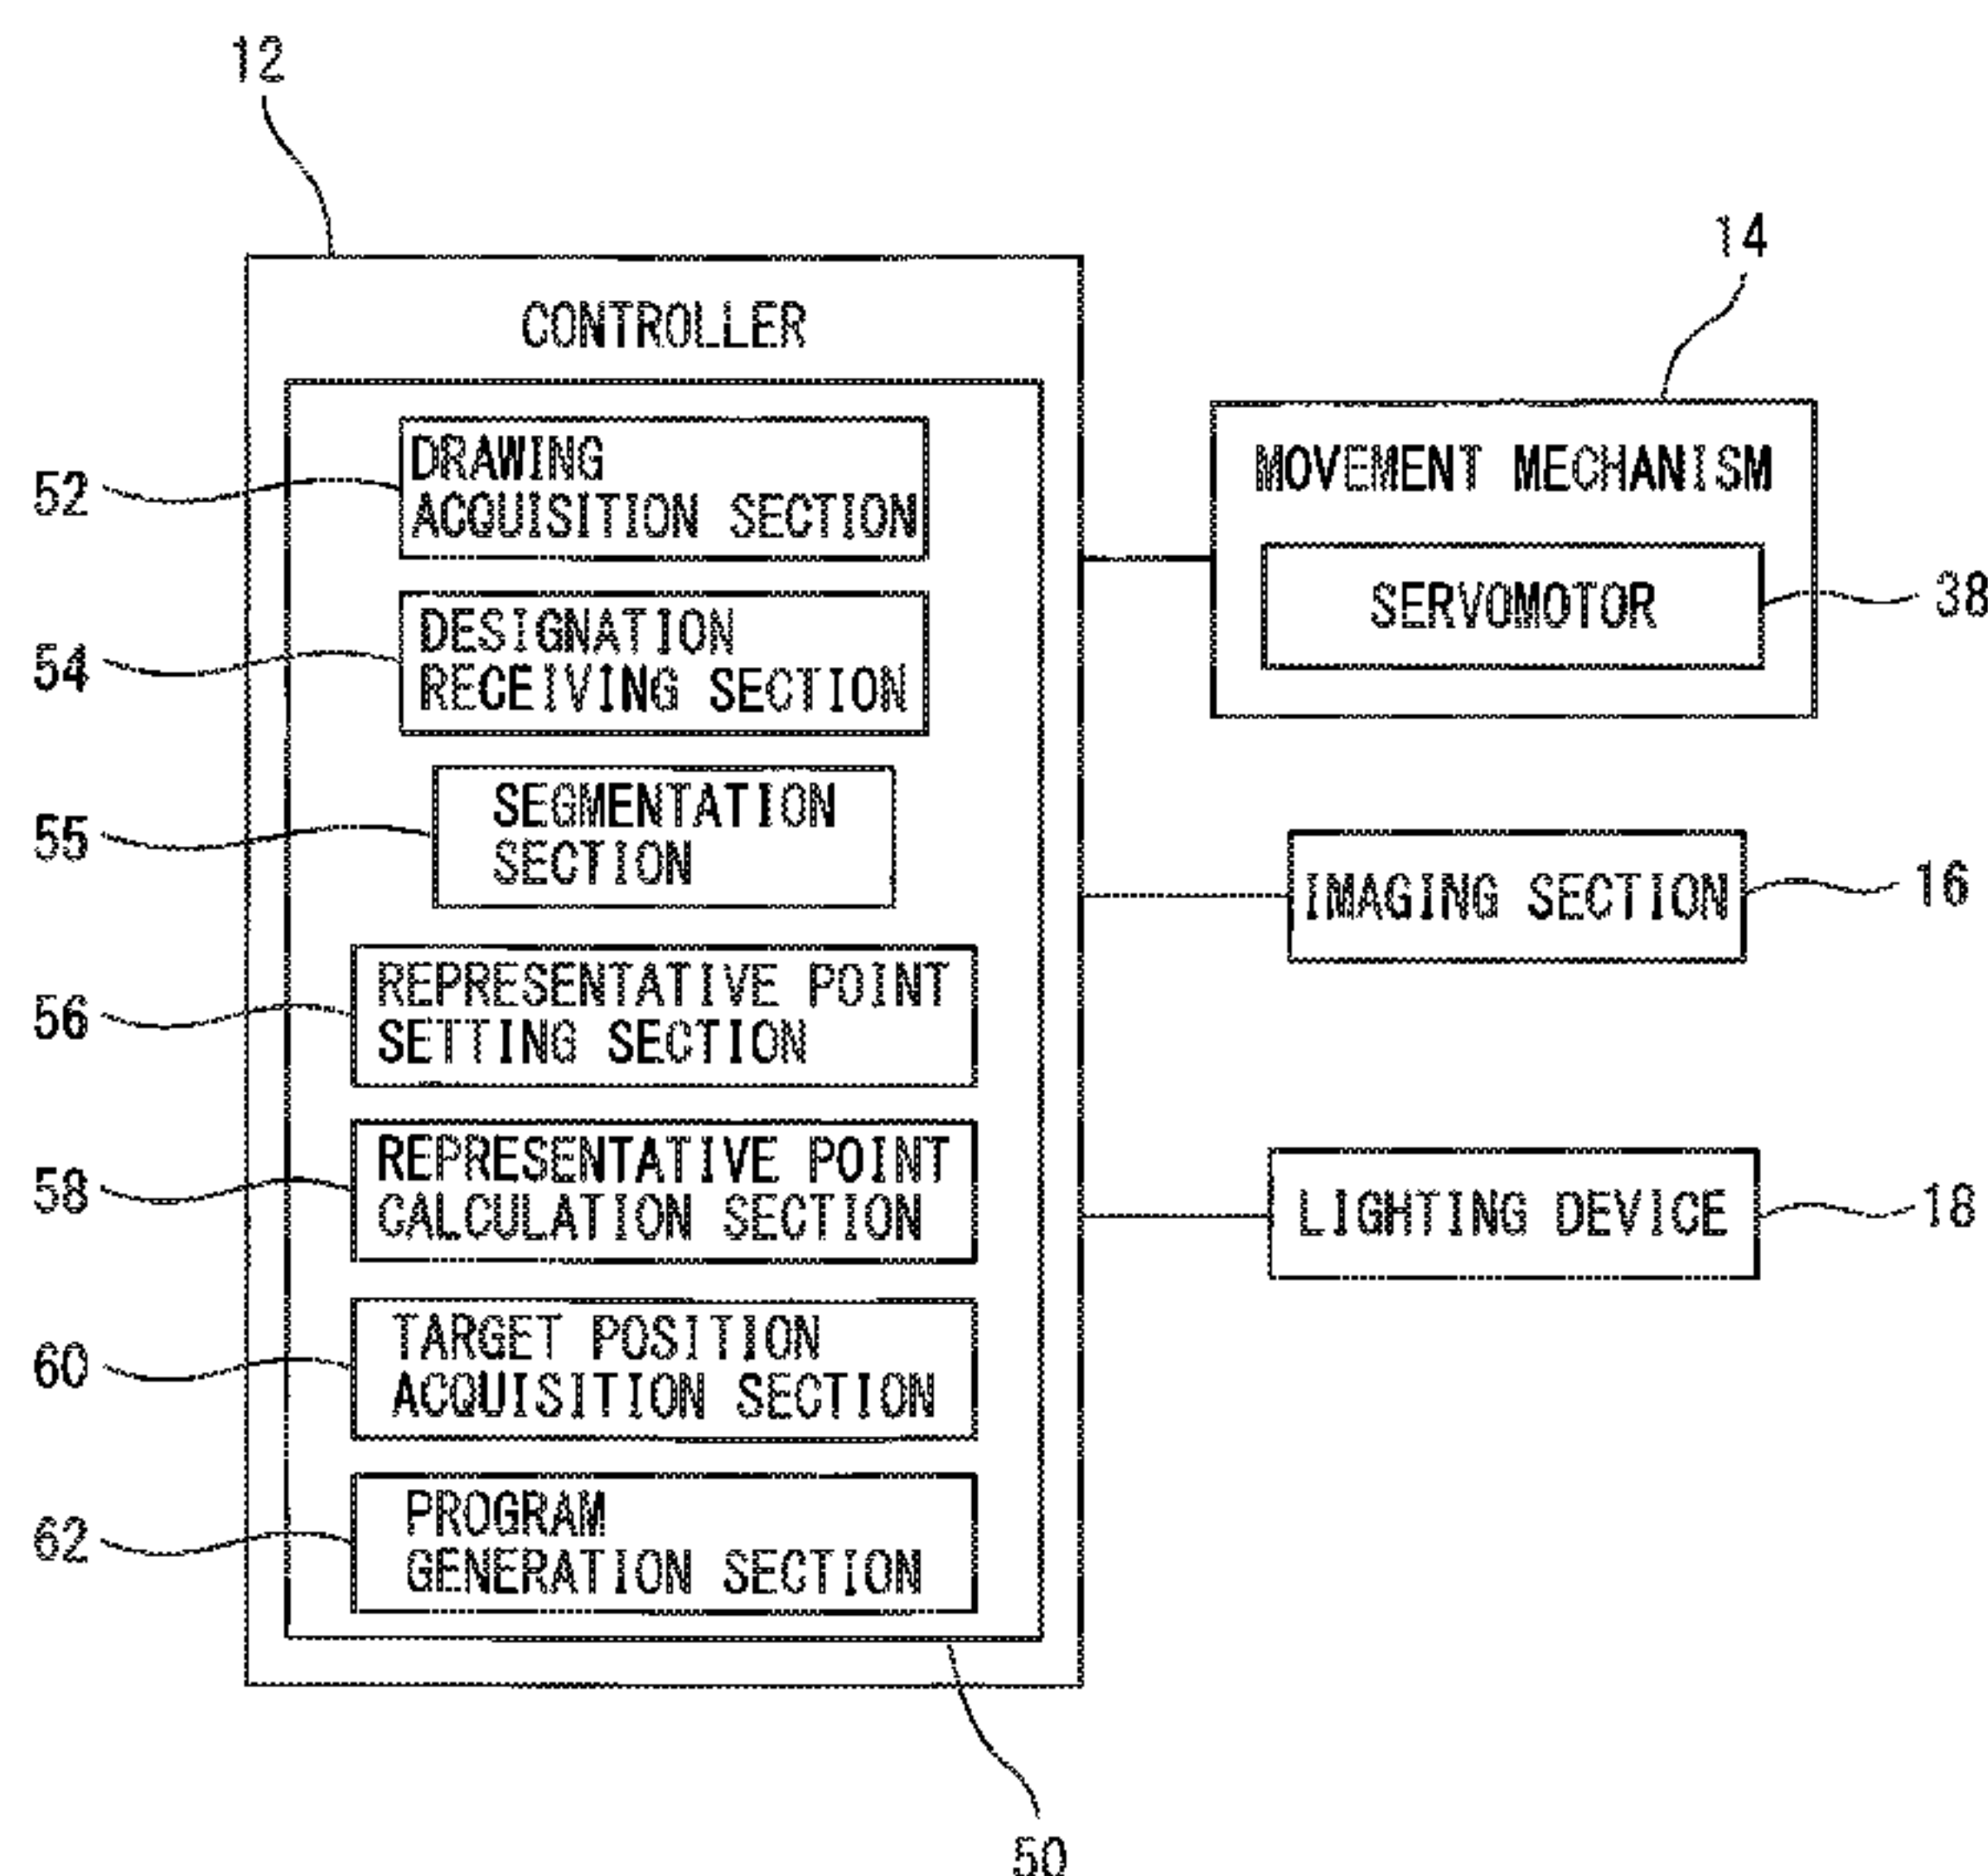 12
14
CONTROLLER
52
DRAWING
ACQUISITION SECTION
54
DESIGNATION
RECEIVING SECTION
55
SEGMENTATION
SECTION
56
REPRESENTATIVE POINT
SETTING SECTION
58
REPRESENTATIVE POINT
CALCULATION SECTION
60
TARGET POSITION
ACQUISITION SECTION
62
PROGRAM
GENERATION SECTION
50
MOVEMENT MECHANISM
SERVOMOTOR
38
IMAGING SECTION
16
LIGHTING DEVICE
18